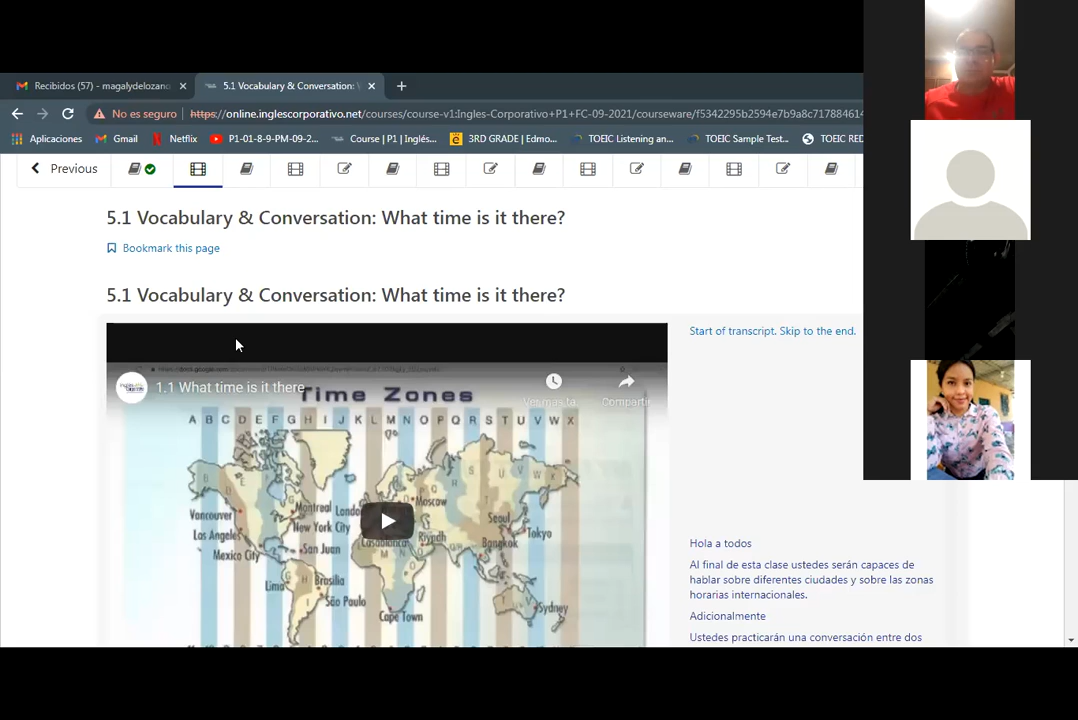 Recibidos (57) - magalydelozano
5.1 Vocabulary & Conversation:
No es seguro
https://online.inglescorporativo.net/courses/course-v1:Ingles-Corporativo+P1+FC-09-2021/courseware/f5342295b2594e7b9a8c717884614
Aplicaciones
Gmail
Netflix
P1-01-8-9-PM-09-2...
Course | P1 | Inglés...
3RD GRADE | Edmo...
TOEIC Listening an...
TOEIC Sample Test...
TOEIC RE
Previous
5.1 Vocabulary & Conversation: What time is it there?
Bookmark this page
5.1 Vocabulary & Conversation: What time is it there?
Start of transcript. Skip to the end.
1.1 What time is it there
Ver más ta
Compartir
Time Zones
A B C D E F G H I J K L M N O P Q R S T U V W X
Moscow
Vancouver
Montreal
Seoul
Los Angeles
New York City
Tokyo
Casablanca
Riyadh
Bangkok
Mexico City
San Juan
Lima
Brasilia
São Paulo
Sydney
Cape Town
Hola a todos
Al final de esta clase ustedes serán capaces de
hablar sobre diferentes ciudades y sobre las zonas
horarias internacionales.
Adicionalmente
Ustedes practicarán una conversación entre dos